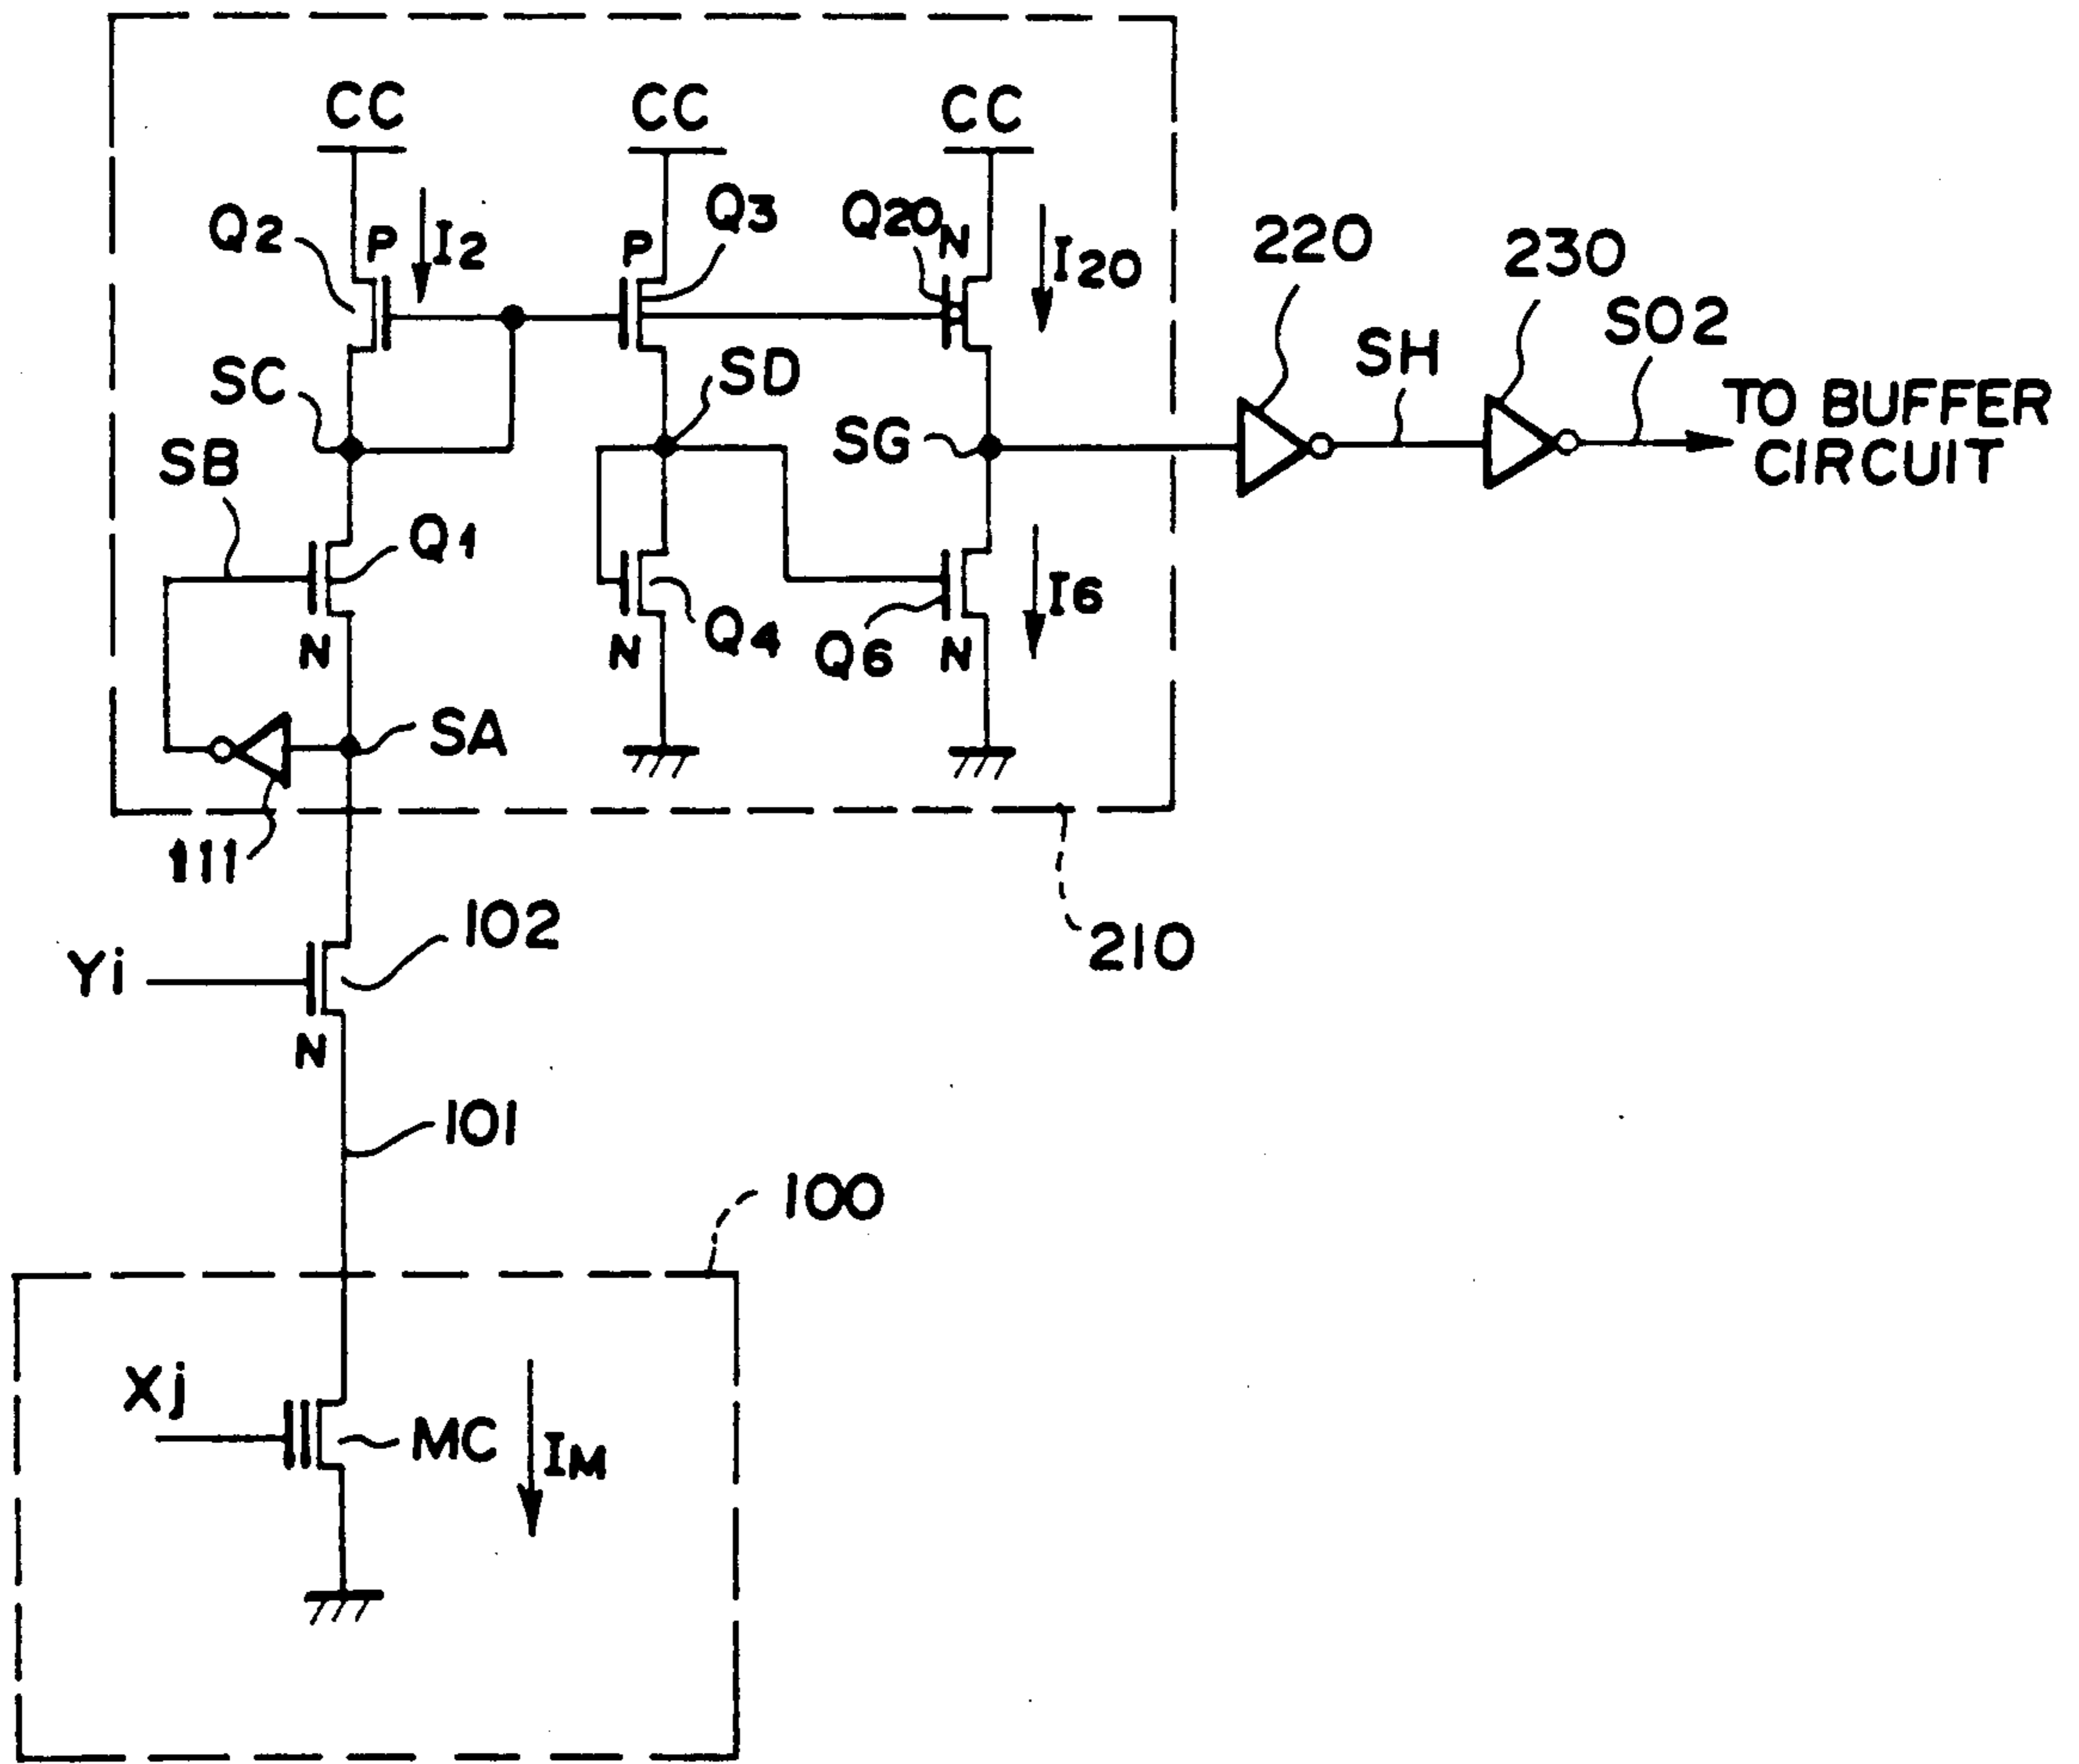 CC
CC
CC
Q2
P
I2
P
Q3
Q20
N
I20
220
230
SC
SD
SG
SH
SO2
TO BUFFER
CIRCUIT
SB
Q1
N
Q4
N
Q6
N
I6
SA
111
210
Yi
102
N
101
100
Xj
MC
IM